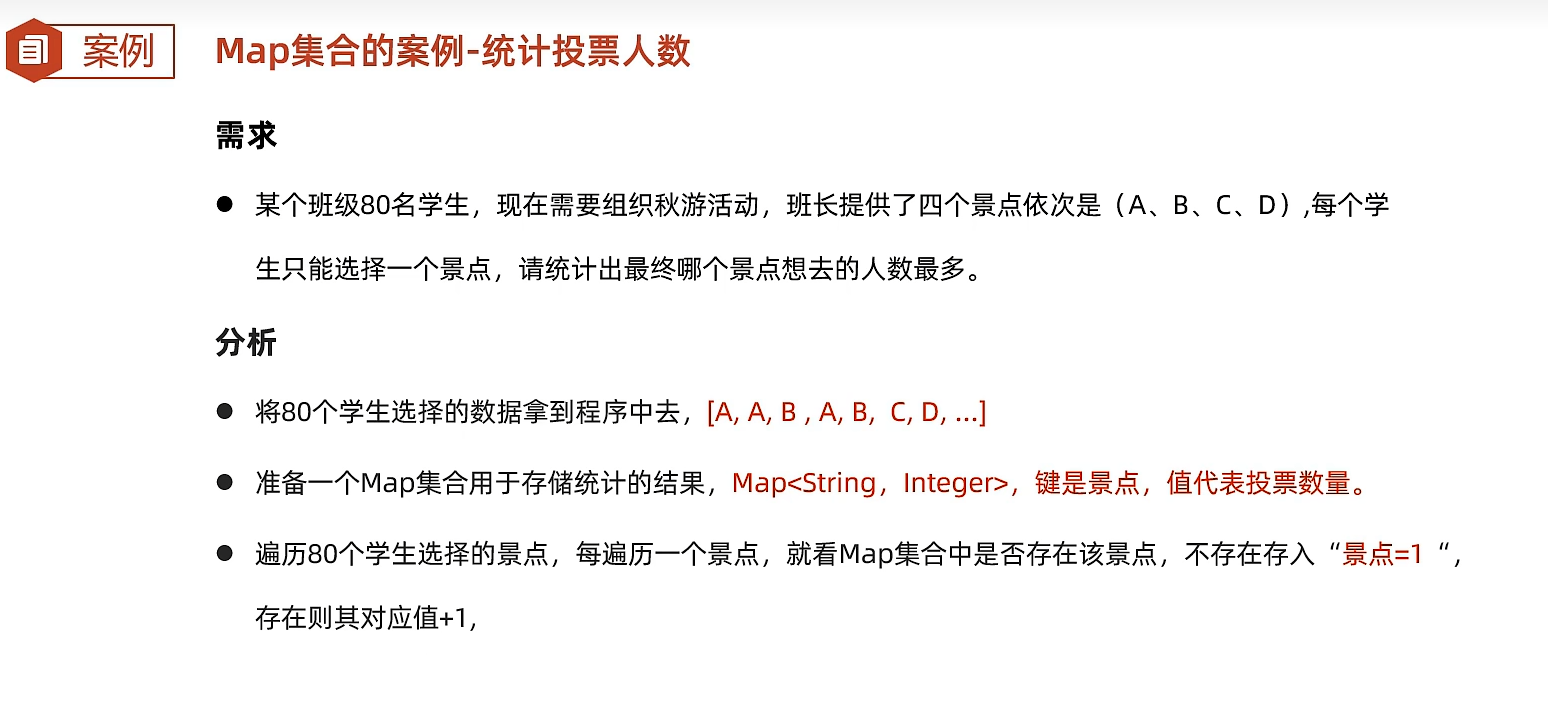 案例
Map集合的案例-统计投票人数
需求
● 某个班级80名学生，现在需要组织秋游活动，班长提供了四个景点依次是（A、B、C、D）,每个学
生只能选择一个景点，请统计出最终哪个景点想去的人数最多。
分析
● 将80个学生选择的数据拿到程序中去，[A, A, B , A, B,  C, D, ...]
● 准备一个Map集合用于存储统计的结果，Map<String，Integer>，键是景点，值代表投票数量。
● 遍历80个学生选择的景点，每遍历一个景点，就看Map集合中是否存在该景点，不存在存入“景点=1 “，
存在则其对应值+1,